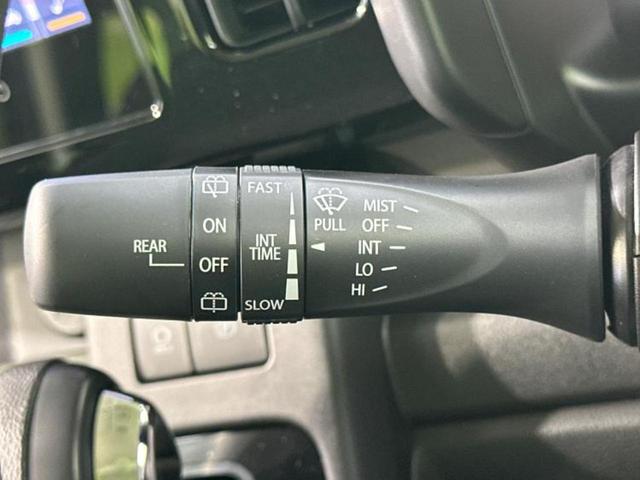 REAR
ON
OFF
FAST
INT
TIME
SLOW
PULL
MIST
OFF
INT
LO
HI